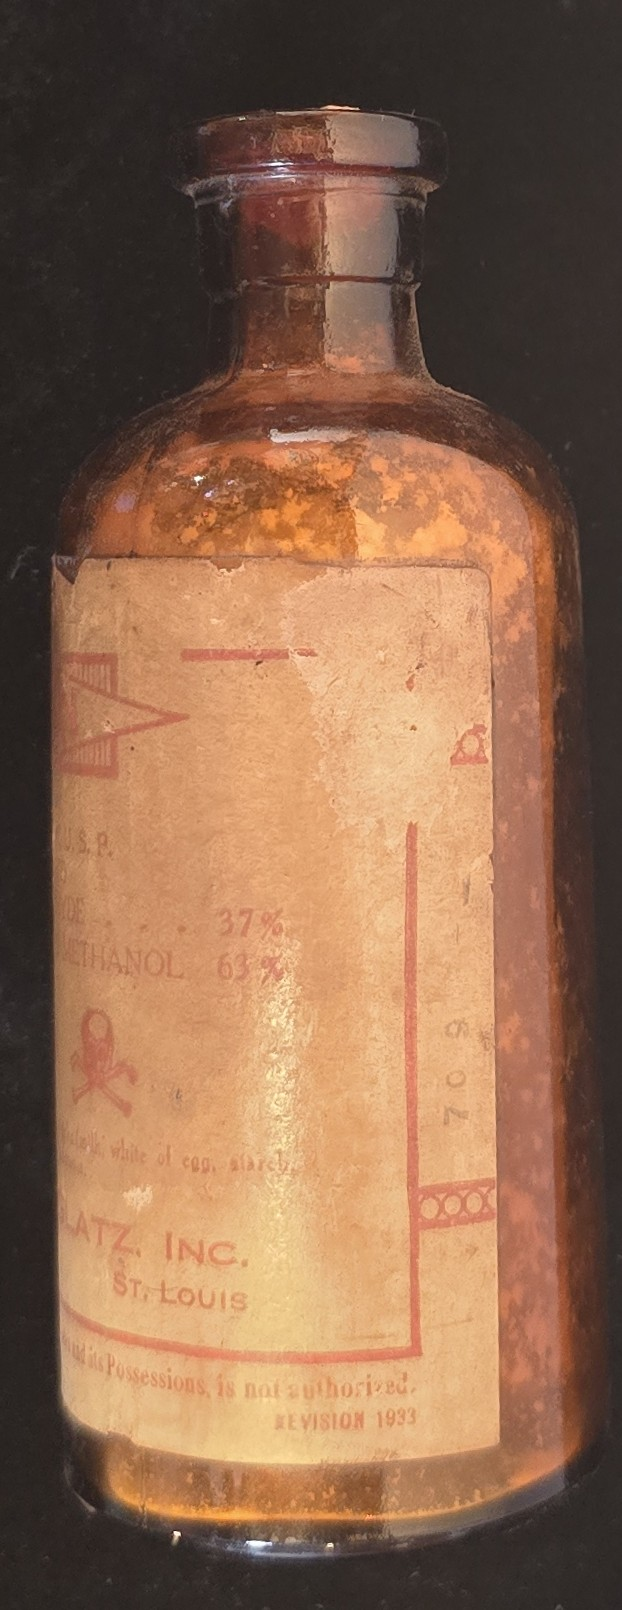 U. S. P.
DE . . . . 37%
METHANOL 63%
white of egg, starch,
LATZ, INC.
ST. LOUIS
and its Possessions, is not authorized.
REVISION 1933
709